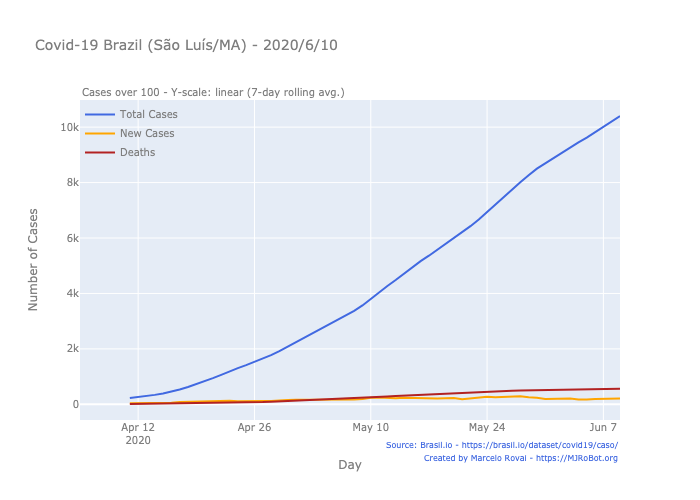 Covid-19 Brazil (São Luís/MA) - 2020/6/10
Cases over 100 - Y-scale: linear (7-day rolling avg.)
Total Cases
New Cases
Deaths
Number of Cases
10k
8k
6k
4k
2k
0
Apr 12
2020
Apr 26
May 10
May 24
Jun 7
Day
Source: Brasil.io - https://brasil.io/dataset/covid19/caso/
Created by Marcelo Rovai - https://MJRoBot.org